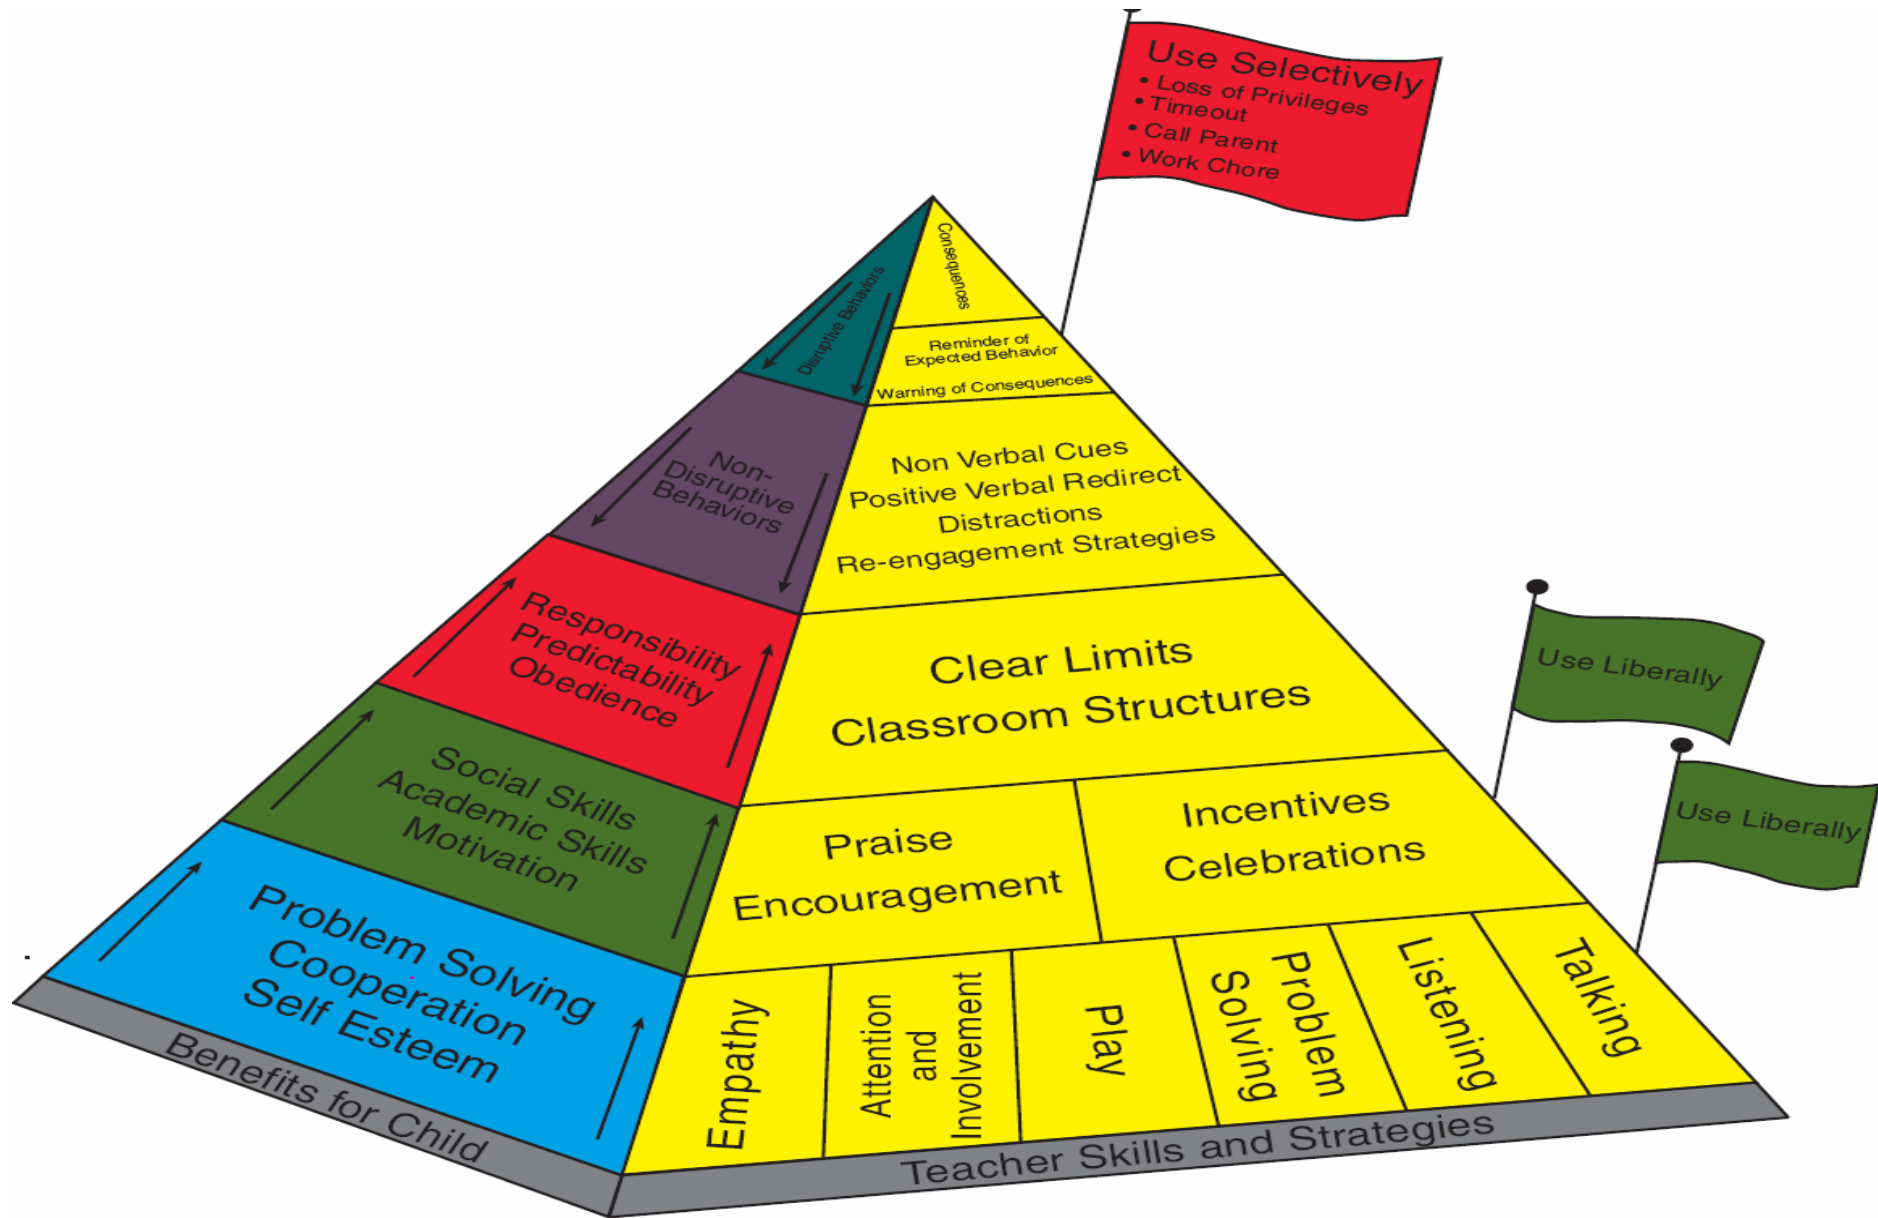 Use Selectively
• Loss of Privileges
• Timeout
• Call Parent
• Work Chore
Consequences
Disruptive Behaviors
Reminder of
Expected Behavior
Warning of Consequences
Non-
Disruptive
Behaviors
Non Verbal Cues
Positive Verbal Redirect
Distractions
Re-engagement Strategies
Responsibility
Predictability
Obedience
Clear Limits
Classroom Structures
Use Liberally
Social Skills
Academic Skills
Motivation
Praise
Encouragement
Incentives
Celebrations
Use Liberally
Problem Solving
Cooperation
Self Esteem
Empathy
Attention
and
Involvement
Play
Problem
Solving
Listening
Talking
Benefits for Child
Teacher Skills and Strategies